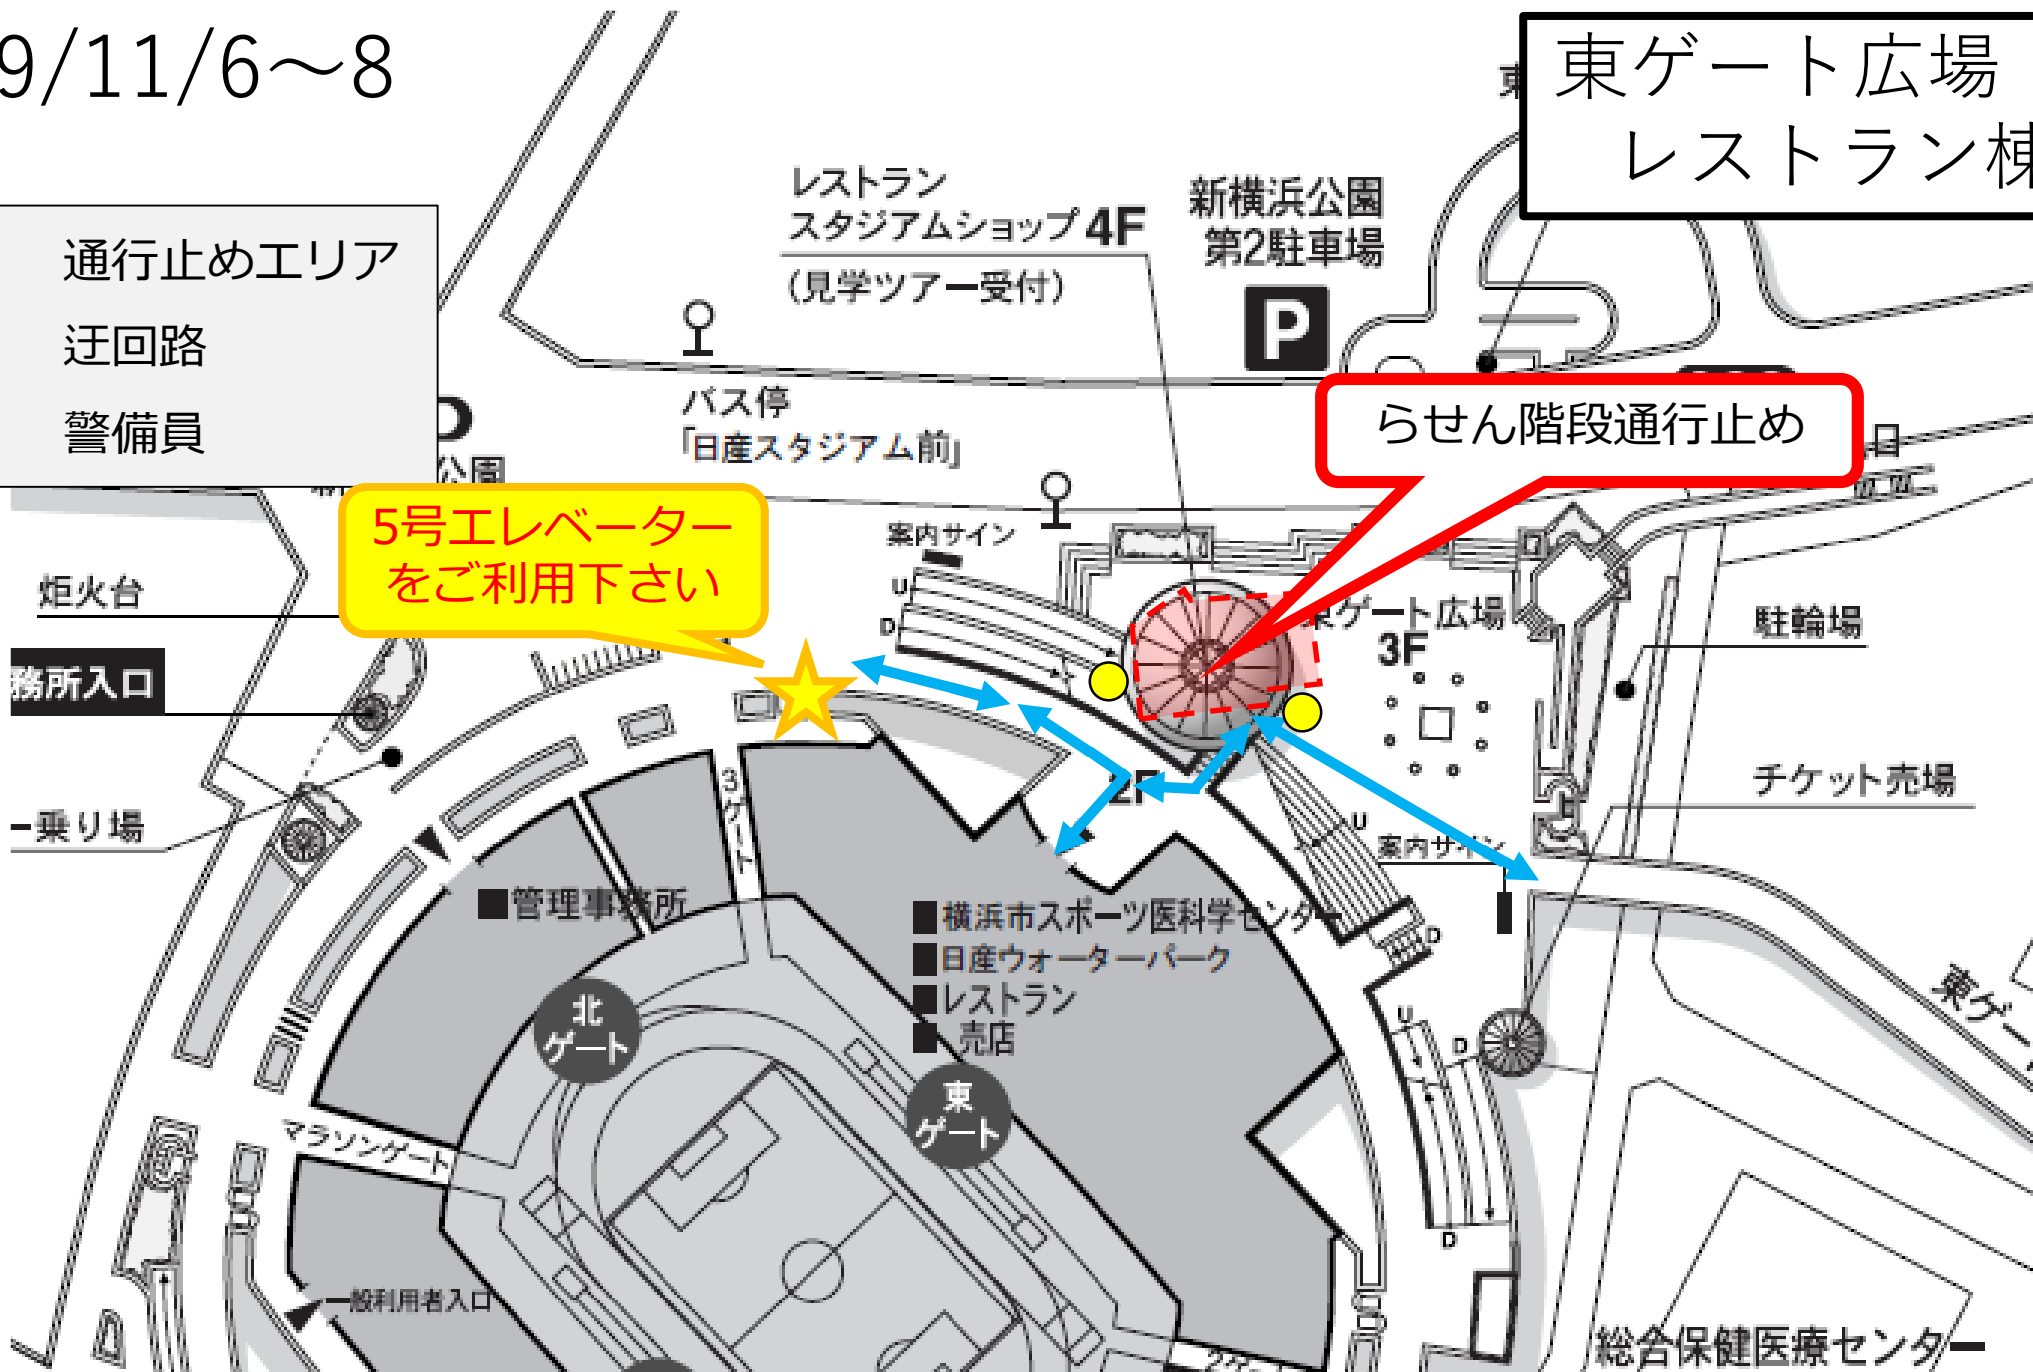 9/11/6～8
東ゲート広場
レストラン棟
通行止めエリア
迂回路
警備員
レストラン
スタジアムショップ 4F
（見学ツアー受付）
新横浜公園
第2駐車場
P
バス停
「日産スタジアム前」
公園
らせん階段通行止め
口
5号エレベーター
をご利用下さい
案内サイン
U
D
炬火台
務所入口
ゲート広場
3F
駐輪場
チケット売場
ー乗り場
2F
3ゲート
U
案内サイン
D
■管理事務所
■横浜市スポーツ医科学センター
■日産ウォーターパーク
■レストラン
■売店
北
ゲート
東
ゲート
東ゲー
U
D
D
マラソンゲート
一般利用者入口
総合保健医療センター